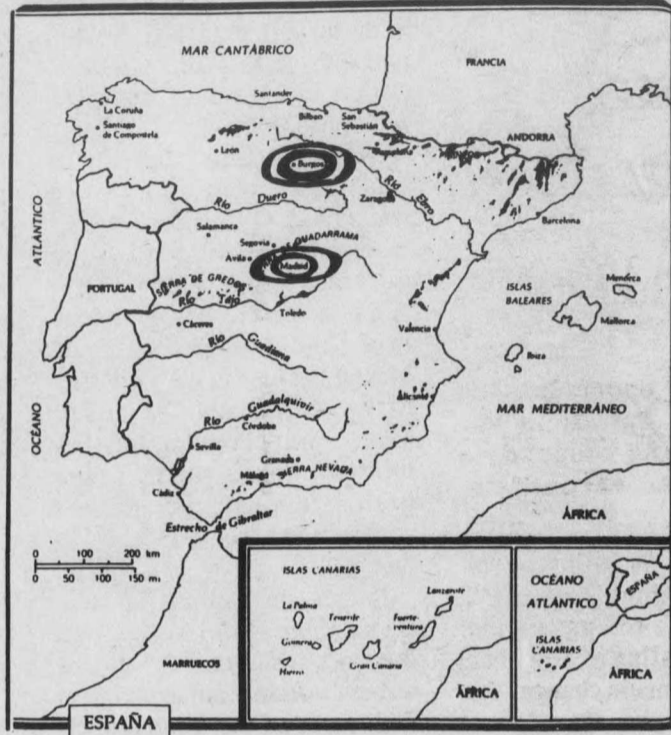 MAR CANTÁBRICO
FRANCIA
La Coruña
Santander
Santiago de Compostela
Bilbao
San Sebastián
ANDORRA
León
Burgos
Pamplona
Río Duero
Río Ebro
Zaragoza
Barcelona
Salamanca
Segovia
GUADARRAMA
Ávila
Madrid
ATLÁNTICO
PORTUGAL
SIERRA DE GREDOS
Río Tajo
Toledo
ISLAS
BALEARES
Menorca
Mallorca
Cáceres
Valencia
Ibiza
Río Guadiana
Alicante
OCÉANO
MAR MEDITERRÁNEO
Río Guadalquivir
Córdoba
Sevilla
Granada
SIERRA NEVADA
Málaga
Cádiz
ÁFRICA
Estrecho de Gibraltar
0 100 200 km
0 50 100 150 mi.
ISLAS CANARIAS
Lanzarote
La Palma
Tenerife
Fuerte-
ventura
Gomera
Hierro
Gran Canaria
ÁFRICA
OCÉANO
ATLÁNTICO
ESPAÑA
ISLAS
CANARIAS
ÁFRICA
MARRUECOS
ESPAÑA